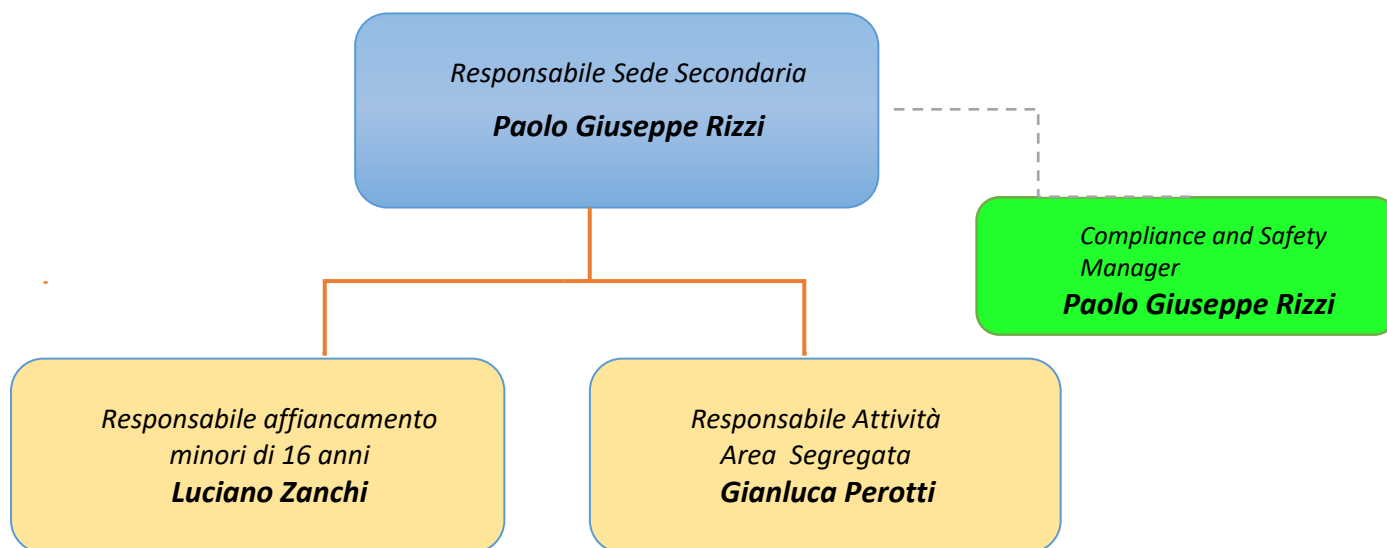 Responsabile Sede Secondaria
Paolo Giuseppe Rizzi
Compliance and Safety
Manager
Paolo Giuseppe Rizzi
Responsabile affiancamento
minori di 16 anni
Luciano Zanchi
Responsabile Attività
Area Segregata
Gianluca Perotti